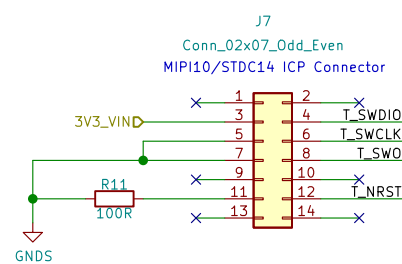 J7
Conn_02x07_Odd_Even
MIPI10/STDC14 ICP Connector
1 2
3V3_VIN 3 4 T_SWDIO
5 6 T_SWCLK
7 8 T_SWO
9 10
R11 11 12 T_NRST
100R
13 14
GNDS